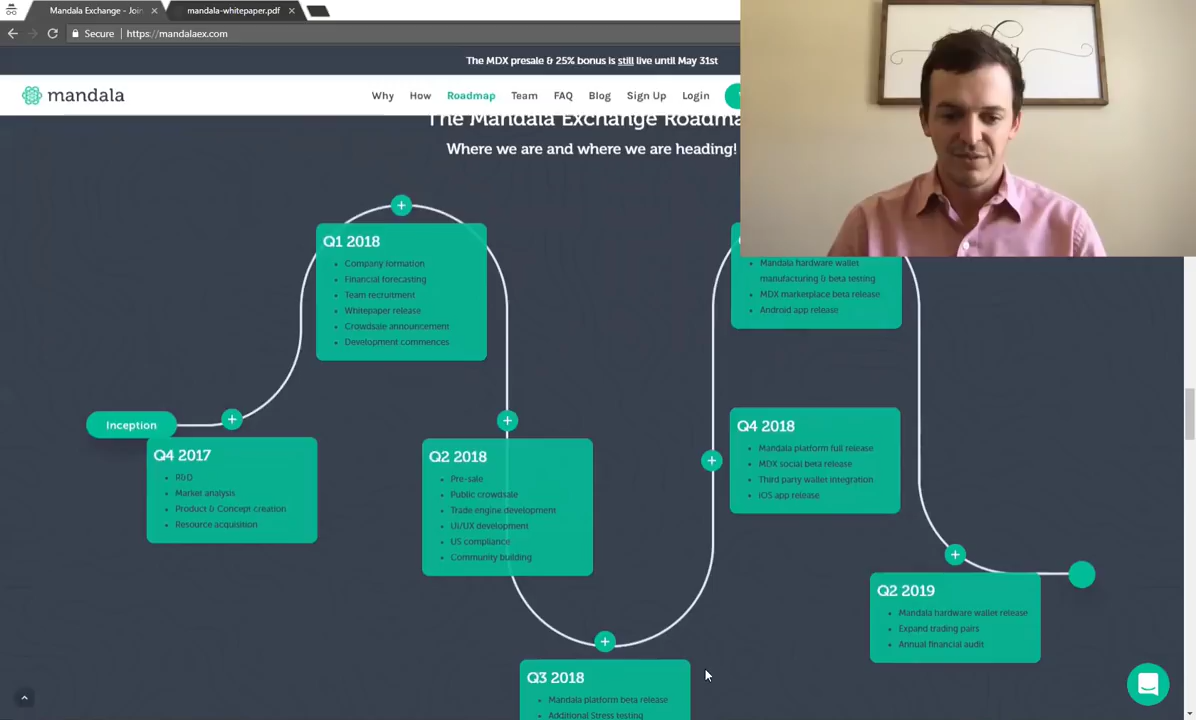 Mandala Exchange - Join
mandala-whitepaper.pdf
Secure
https://mandalaex.com
The MDX presale & 25% bonus is still live until May 31st
mandala
Why
How
Roadmap
Team
FAQ
Blog
Sign Up
Login
The Mandala Exchange Roadma
Where we are and where we are heading!
Inception
Q4 2017
R&D
Market analysis
Product & Concept creation
Resource acquisition
Q1 2018
Company formation
Financial forecasting
Team recruitment
Whitepaper release
Crowdsale announcement
Development commences
Q2 2018
Pre-sale
Public crowdsale
Trade engine development
UI/UX development
US compliance
Community building
Q3 2018
Mandala platform beta release
Additional Stress testing
Q4 2018
Mandala platform full release
MDX social beta release
Third party wallet integration
iOS app release
Mandala hardware wallet
manufacturing & beta testing
MDX marketplace beta release
Android app release
Q2 2019
Mandala hardware wallet release
Expand trading pairs
Annual financial audit